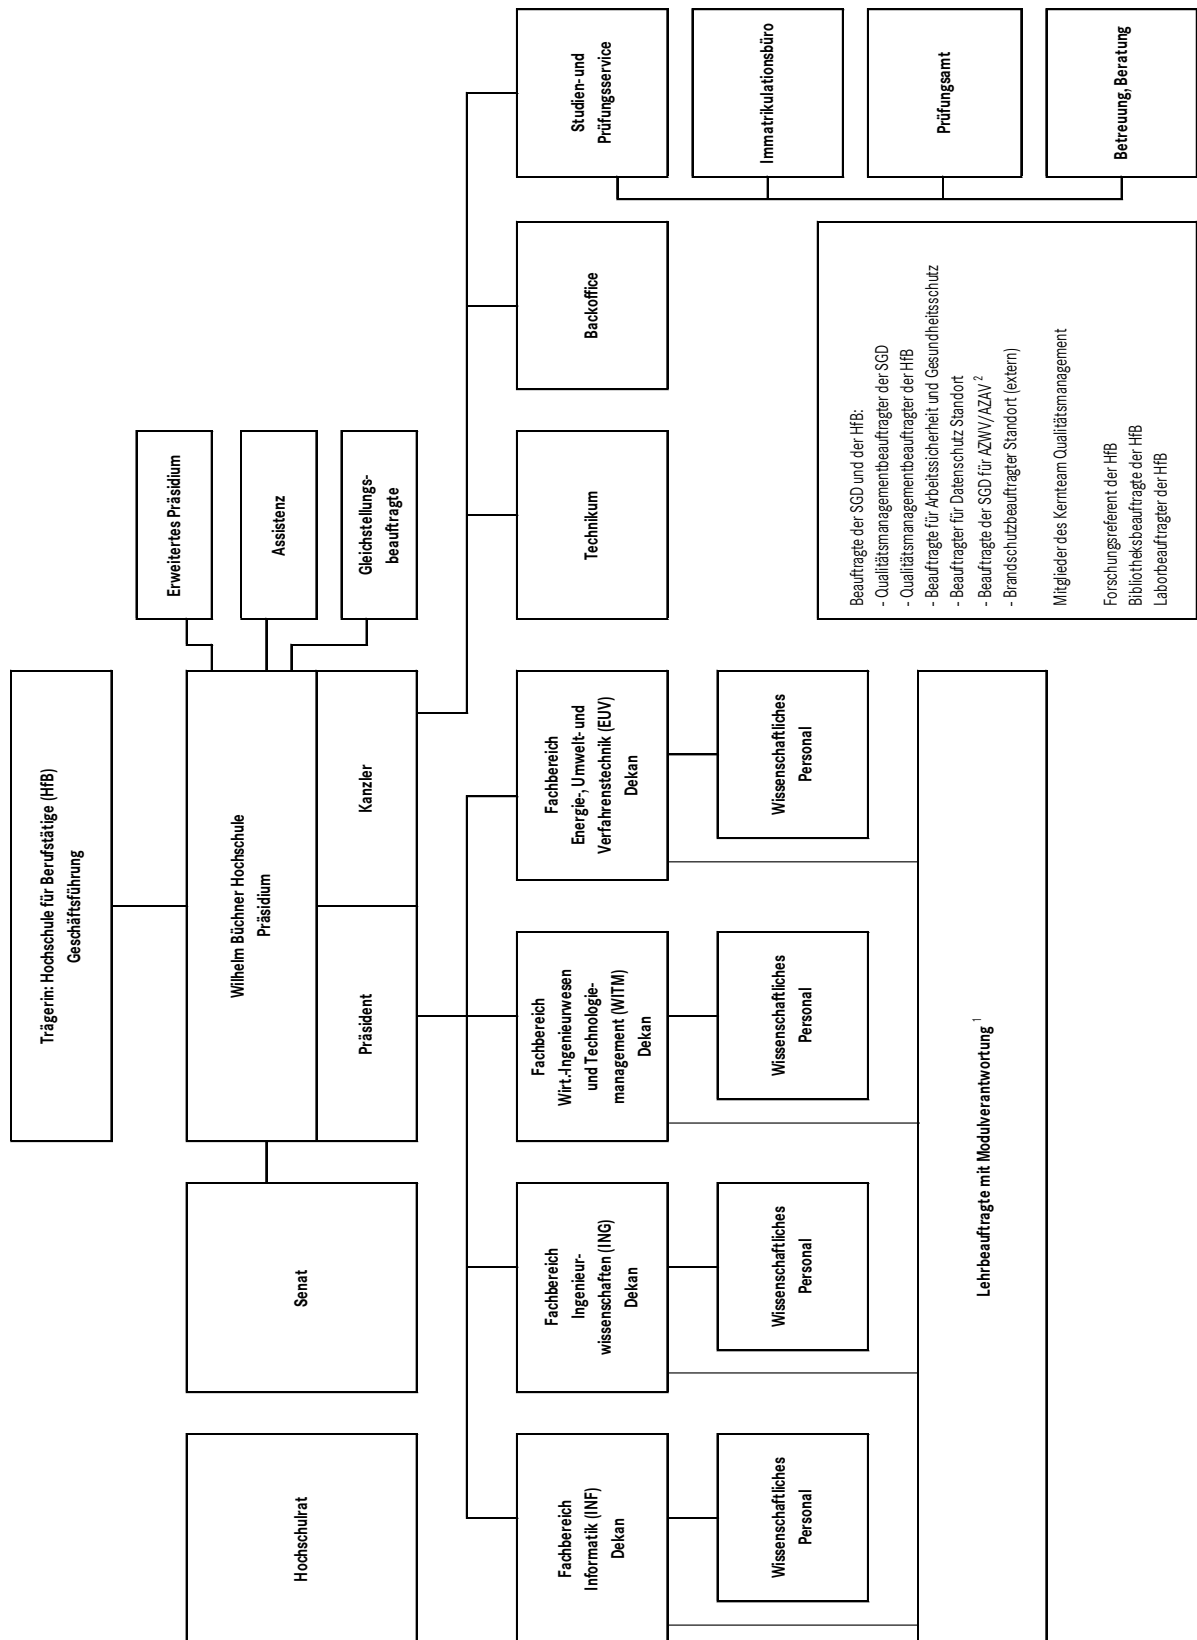 Trägerin: Hochschule für Berufstätige (HfB)
Geschäftsführung
Hochschulrat
Senat
Wilhelm Büchner Hochschule
Präsidium
Präsident
Kanzler
Erweitertes Präsidium
Assistenz
Gleichstellungs-
beauftragte
Fachbereich
Informatik (INF)
Dekan
Fachbereich
Ingenieur-
wissenschaften (ING)
Dekan
Fachbereich
Wirt.-Ingenieurwesen
und Technologie-
management (WITM)
Dekan
Fachbereich
Energie-, Umwelt- und
Verfahrenstechnik (EUV)
Dekan
Technikum
Backoffice
Studien- und
Prüfungsservice
Wissenschaftliches
Personal
Wissenschaftliches
Personal
Wissenschaftliches
Personal
Wissenschaftliches
Personal
Immatrikulationsbüro
Prüfungsamt
Betreuung, Beratung
Lehrbeauftragte mit Modulverantwortung ¹
Beauftragte der SGD und der HfB:
- Qualitätsmanagementbeauftragter der SGD
- Qualitätsmanagementbeauftragter der HfB
- Beauftragte für Arbeitssicherheit und Gesundheitsschutz
- Beauftragter für Datenschutz Standort
- Beauftragte der SGD für AZWV/AZAV ²
- Brandschutzbeauftragter Standort (extern)
Mitglieder des Kernteam Qualitätsmanagement
Forschungsreferent der HfB
Bibliotheksbeauftragte der HfB
Laborbeauftragter der HfB